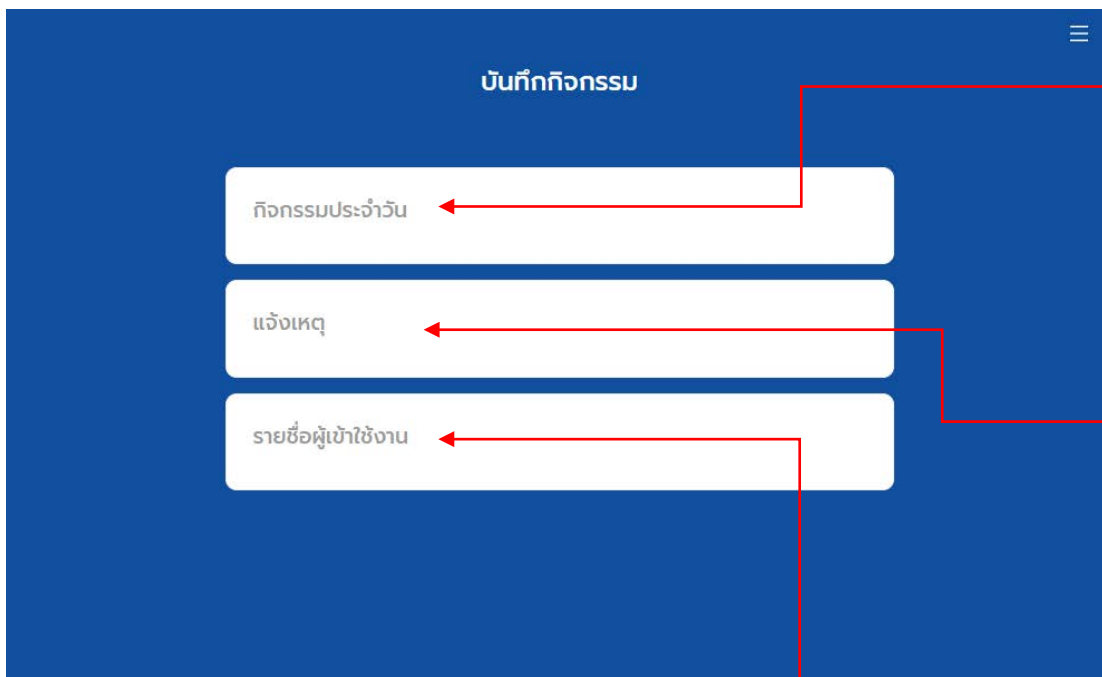 บันทึกกิจกรรม
กิจกรรมประจำวัน
แจ้งเหตุ
รายชื่อผู้เข้าใช้งาน